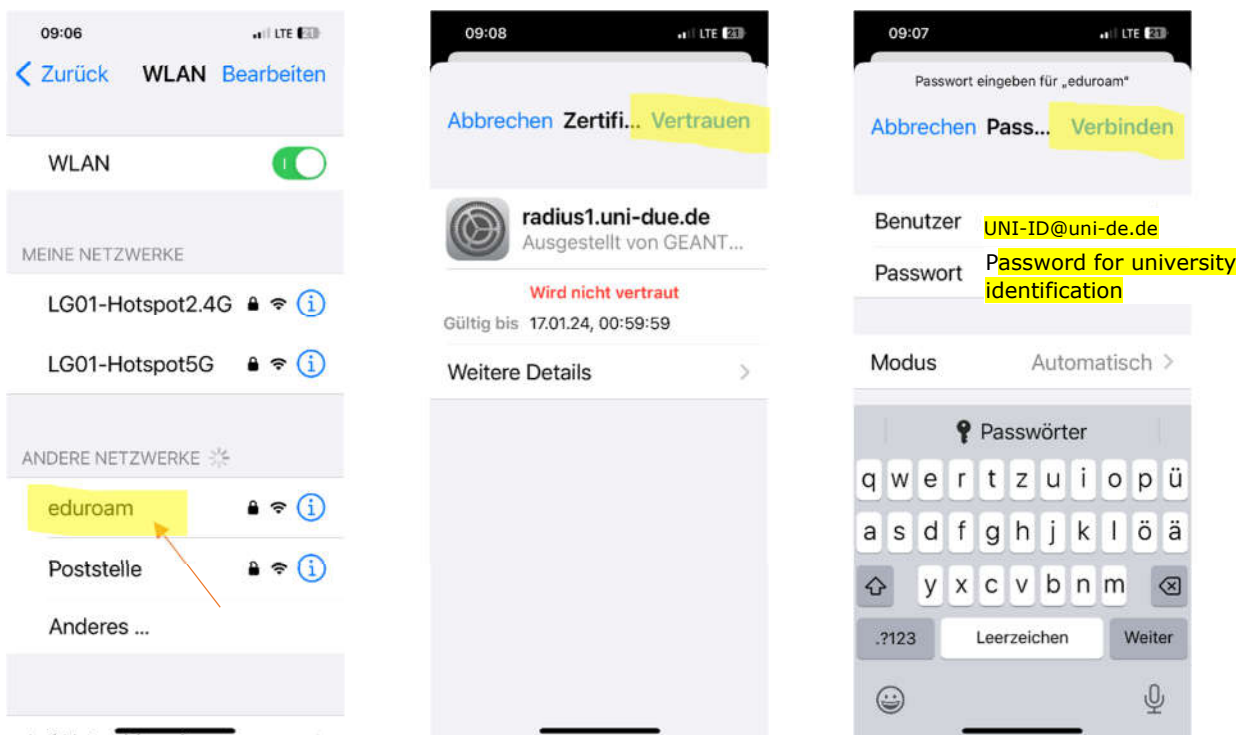 09:06 LTE 21
Zurück WLAN Bearbeiten
WLAN
MEINE NETZWERKE
LG01-Hotspot2.4G
LG01-Hotspot5G
ANDERE NETZWERKE
eduroam
Poststelle
Anderes ...
09:08 LTE 21
Abbrechen Zertifi... Vertrauen
radius1.uni-due.de
Ausgestellt von GEANT...
Wird nicht vertraut
Gültig bis 17.01.24, 00:59:59
Weitere Details
09:07 LTE 21
Passwort eingeben für „eduroam“
Abbrechen Pass... Verbinden
Benutzer UNI-ID@uni-de.de
Passwort Password for university
identification
Modus Automatisch
Passwörter
q w e r t z u i o p ü
a s d f g h j k l ö ä
y x c v b n m
.?123 Leerzeichen Weiter